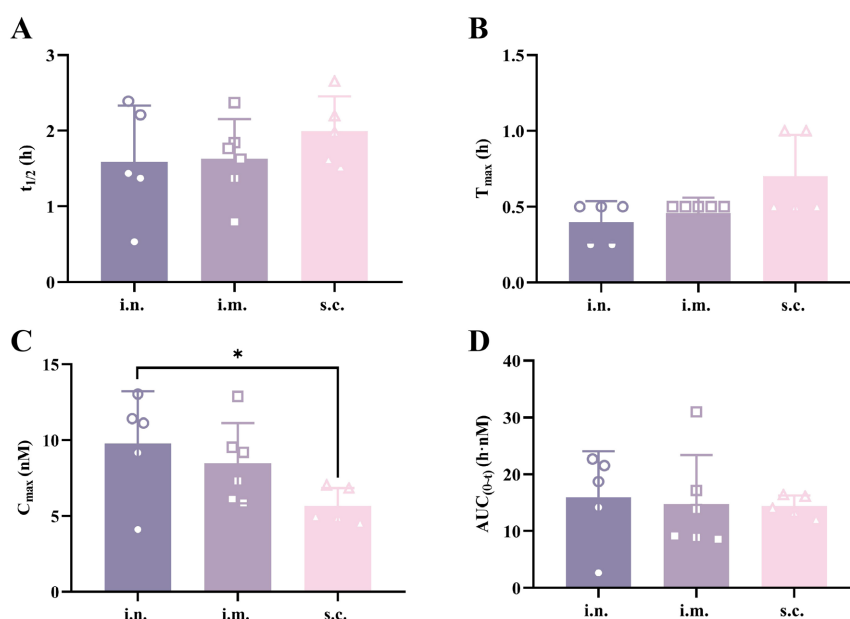 A
t1/2 (h)
3
2
1
0
i.n.
i.m.
s.c.
B
Tmax (h)
1.5
1.0
0.5
0.0
i.n.
i.m.
s.c.
C
Cmax (nM)
15
10
5
0
*
i.n.
i.m.
s.c.
D
AUC(0-t) (h·nM)
40
30
20
10
0
i.n.
i.m.
s.c.